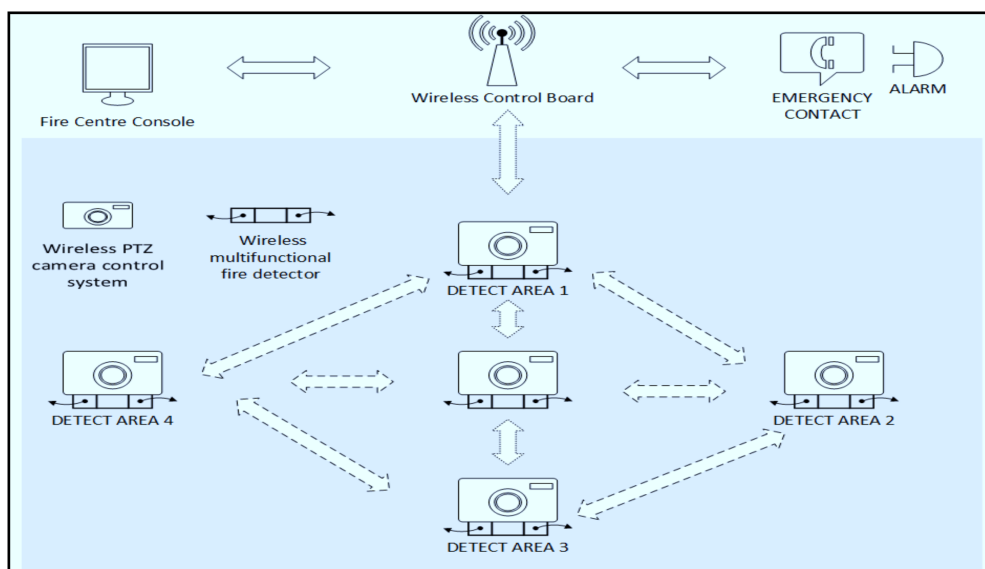 Fire Centre Console
Wireless Control Board
EMERGENCY
CONTACT
ALARM
Wireless PTZ
camera control
system
Wireless
multifunctional
fire detector
DETECT AREA 1
DETECT AREA 4
DETECT AREA 2
DETECT AREA 3